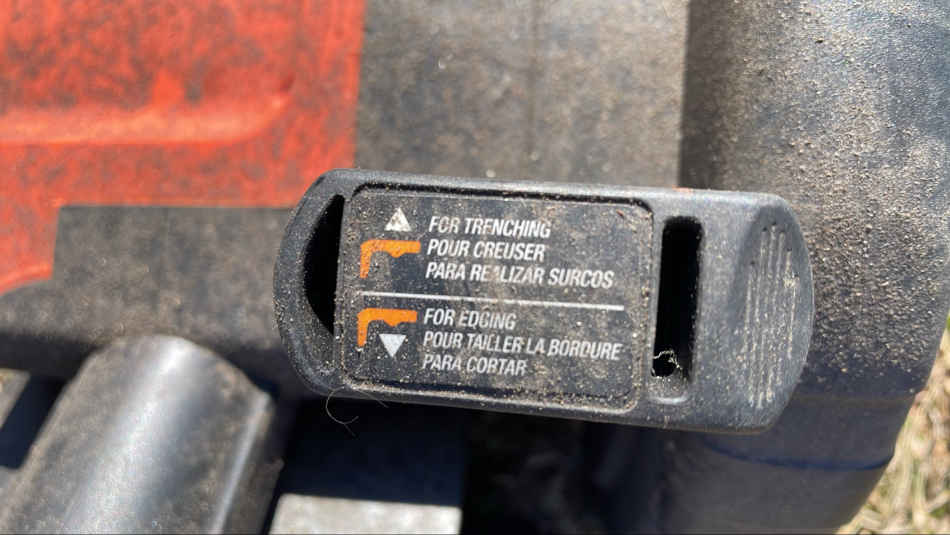 FOR TRENCHING
POUR CREUSER
PARA REALIZAR SURCOS
FOR EDGING
POUR TAILLER LA BORDURE
PARA CORTAR